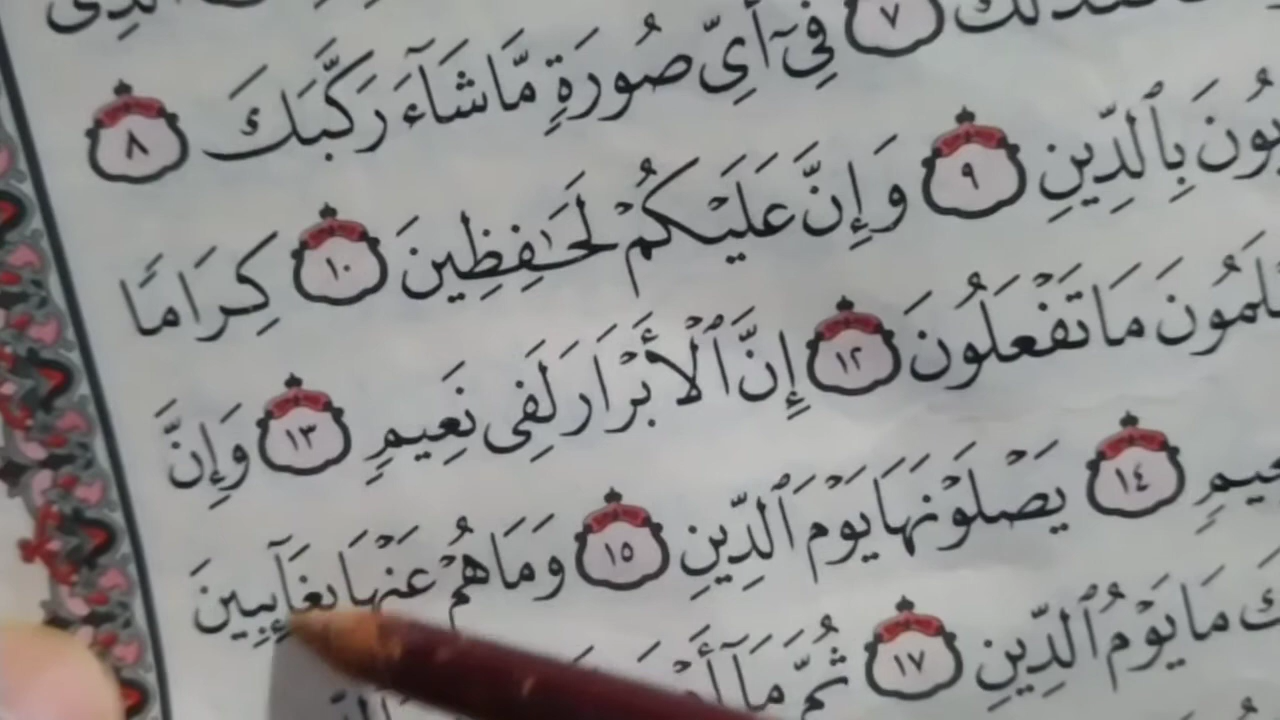 ٧ فِىٓ أَىِّ صُورَةٍ مَّا شَآءَ رَكَّبَكَ ٨
بِٱلدِّينِ ٩ وَإِنَّ عَلَيْكُمْ لَحَٰفِظِينَ ١٠ كِرَامًا
مَا تَفْعَلُونَ ١٢ إِنَّ ٱلْأَبْرَارَ لَفِى نَعِيمٍ ١٣ وَإِنَّ
١٤ يَصْلَوْنَهَا يَوْمَ ٱلدِّينِ ١٥ وَمَا هُمْ عَنْهَا بِغَآئِبِينَ
مَا يَوْمُ ٱلدِّينِ ١٧ ثُمَّ مَآ